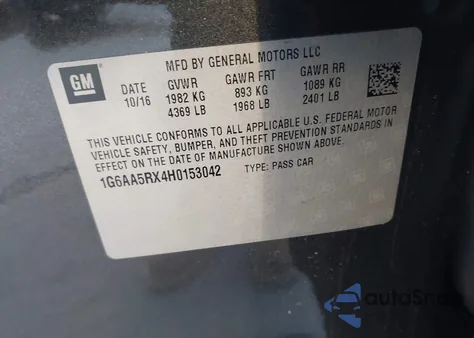 GM
MFD BY GENERAL MOTORS LLC
DATE GVWR GAWR FRT GAWR RR
10/16 1982 KG 893 KG 1089 KG
4369 LB 1968 LB 2401 LB
THIS VEHICLE CONFORMS TO ALL APPLICABLE U.S. FEDERAL MOTOR
VEHICLE SAFETY, BUMPER, AND THEFT PREVENTION STANDARDS IN
EFFECT ON THE DATE OF MANUFACTURE SHOWN ABOVE.
1G6AA5RX4H0153042 TYPE: PASS CAR
autoSnap